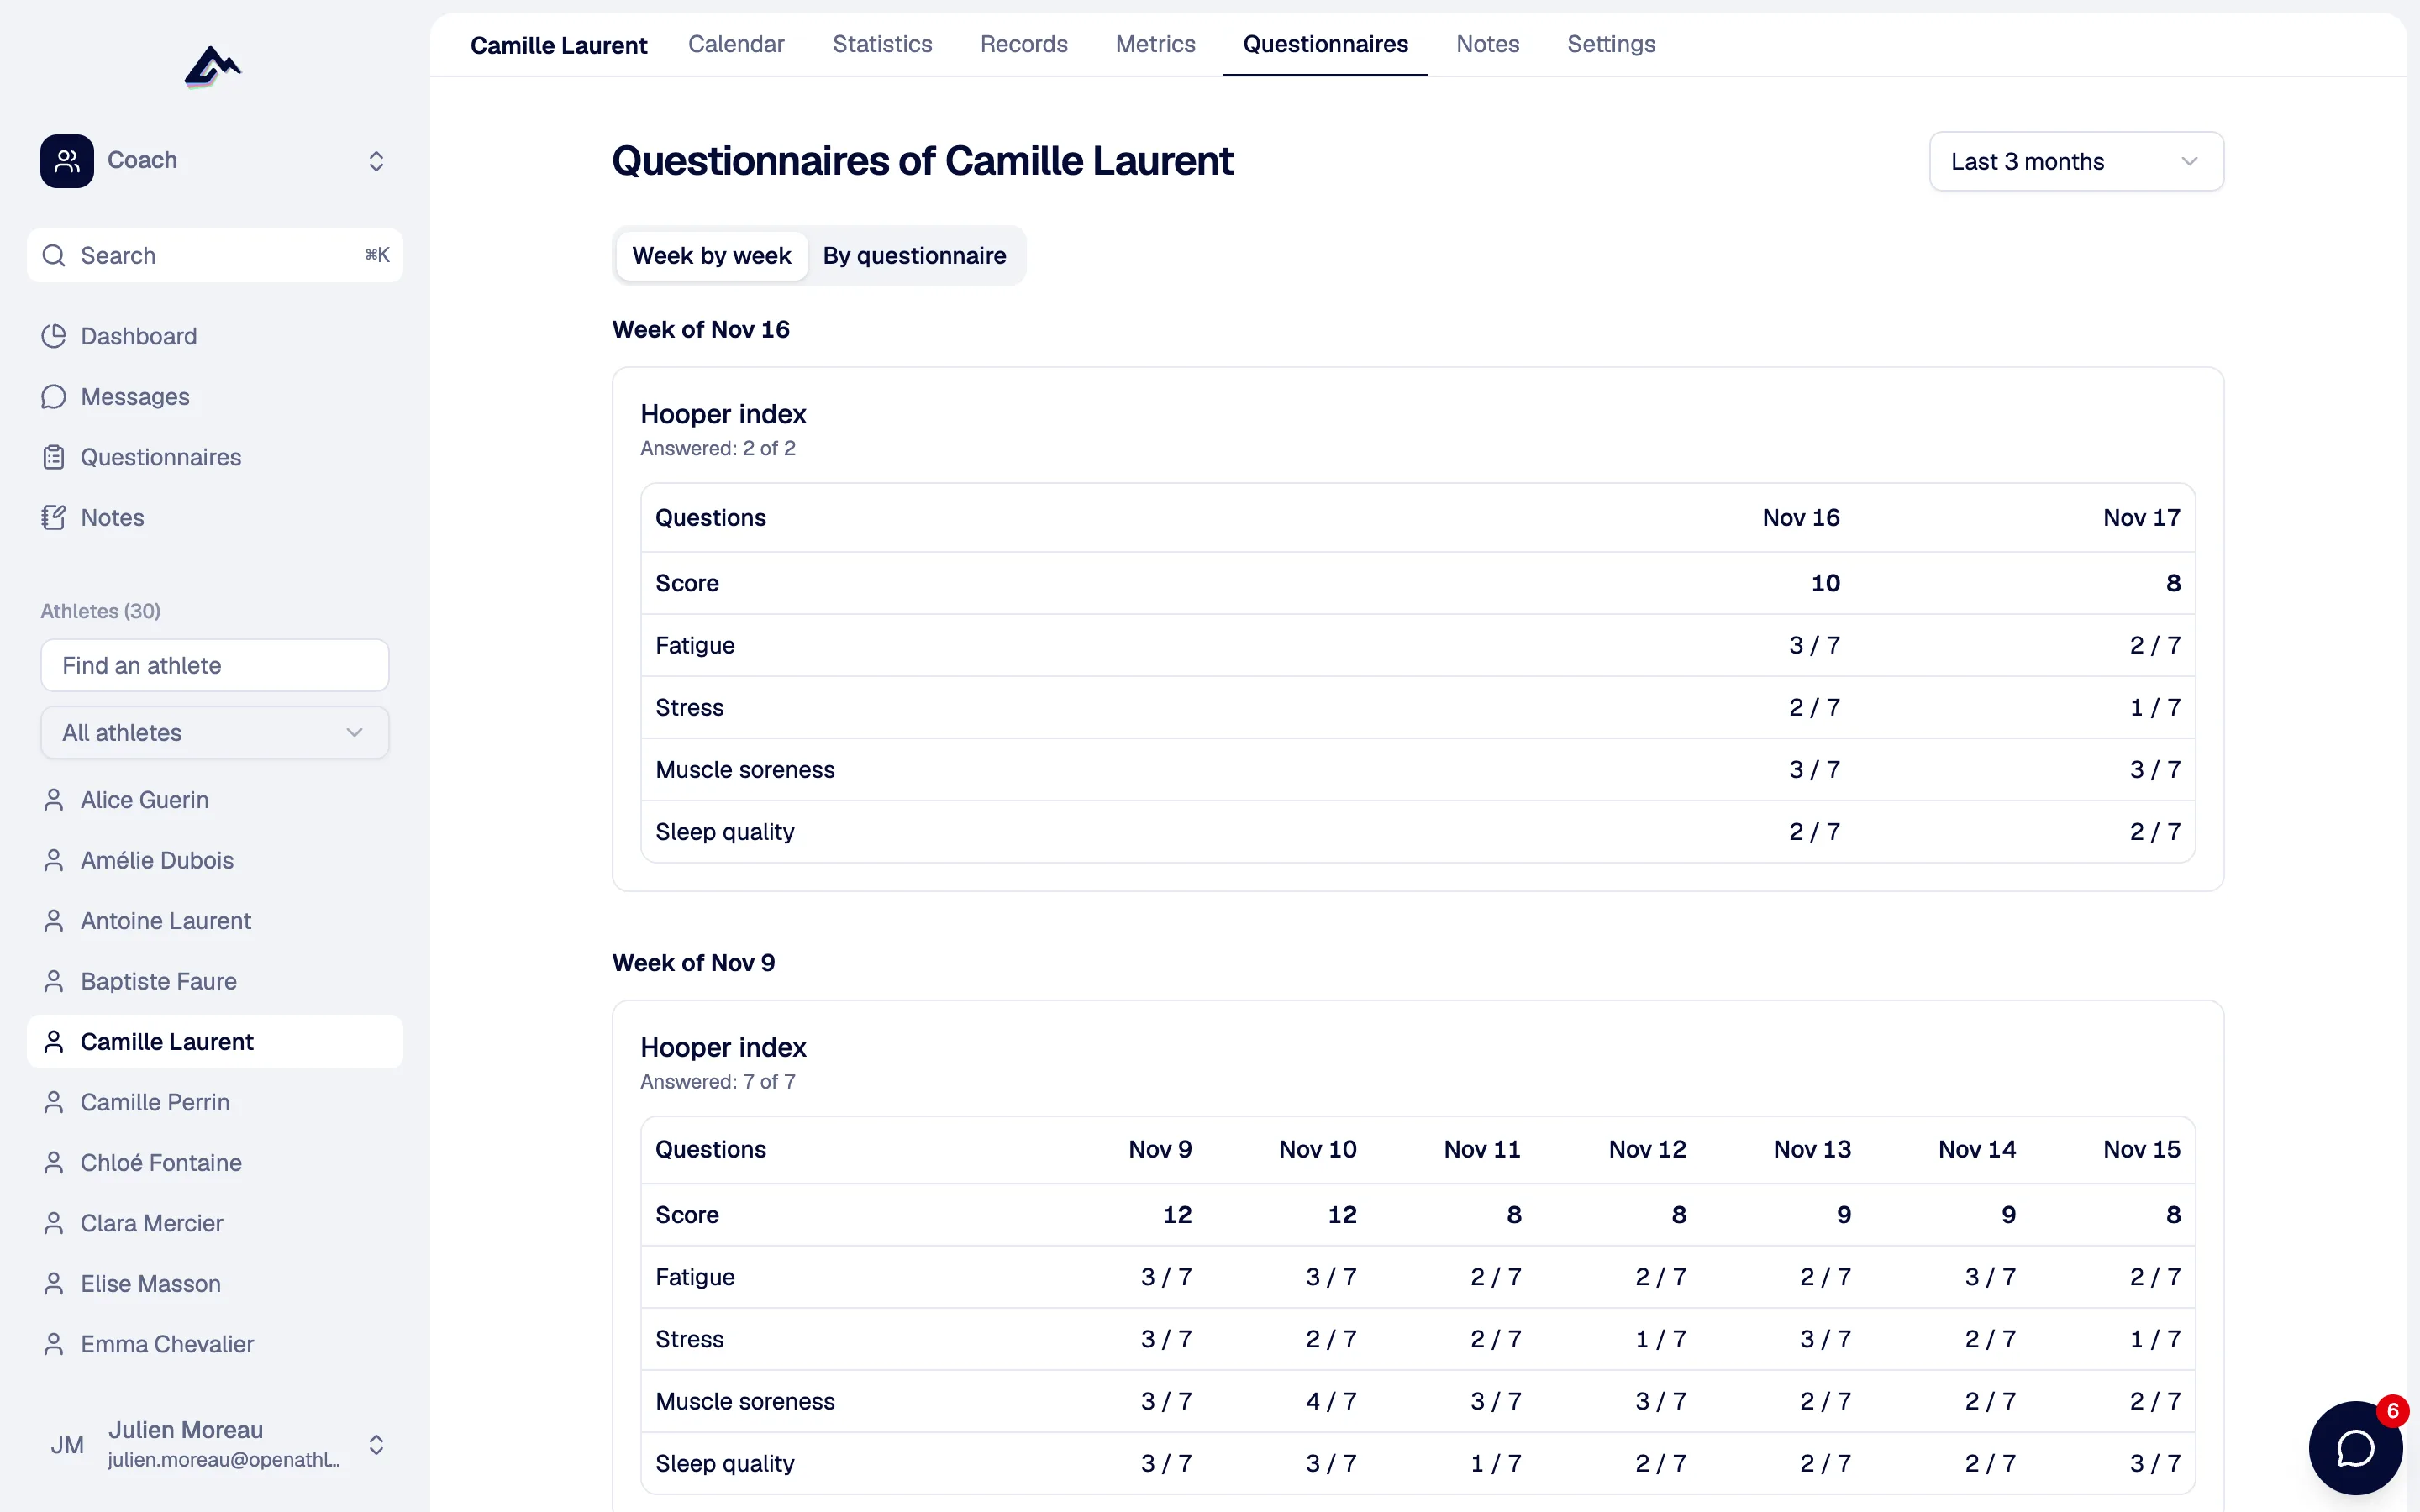 Coach
Search ⌘K
Dashboard
Messages
Questionnaires
Notes
Athletes (30)
Find an athlete
All athletes
Alice Guerin
Amélie Dubois
Antoine Laurent
Baptiste Faure
Camille Laurent
Camille Perrin
Chloé Fontaine
Clara Mercier
Elise Masson
Emma Chevalier
JM
Julien Moreau
julien.moreau@openathl...
Camille Laurent Calendar Statistics Records Metrics Questionnaires Notes Settings
Questionnaires of Camille Laurent
Last 3 months
Week by week By questionnaire
Week of Nov 16
Hooper index
Answered: 2 of 2
Questions Nov 16 Nov 17
Score 10 8
Fatigue 3 / 7 2 / 7
Stress 2 / 7 1 / 7
Muscle soreness 3 / 7 3 / 7
Sleep quality 2 / 7 2 / 7
Week of Nov 9
Hooper index
Answered: 7 of 7
Questions Nov 9 Nov 10 Nov 11 Nov 12 Nov 13 Nov 14 Nov 15
Score 12 12 8 8 9 9 8
Fatigue 3 / 7 3 / 7 2 / 7 2 / 7 2 / 7 3 / 7 2 / 7
Stress 3 / 7 2 / 7 2 / 7 1 / 7 3 / 7 2 / 7 1 / 7
Muscle soreness 3 / 7 4 / 7 3 / 7 3 / 7 2 / 7 2 / 7 2 / 7
Sleep quality 3 / 7 3 / 7 1 / 7 2 / 7 2 / 7 2 / 7 3 / 7
6